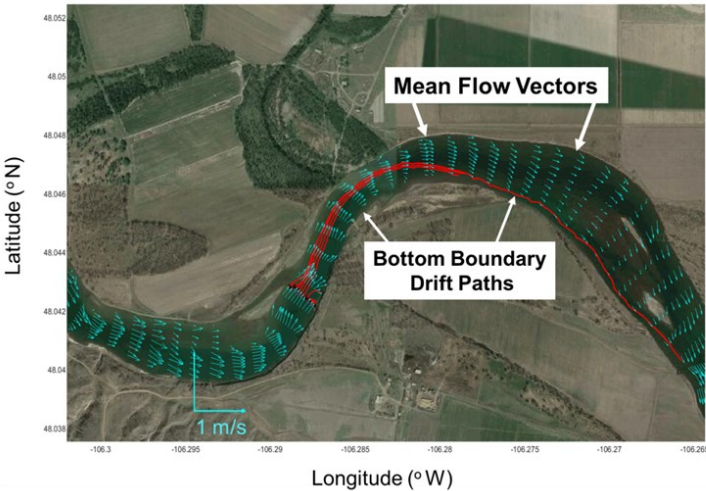 48.052
48.05
48.048
48.046
48.044
48.042
48.04
48.038
Latitude (o N)
Mean Flow Vectors
Bottom Boundary
Drift Paths
1 m/s
-106.3
-106.295
-106.29
-106.285
-106.28
-106.275
-106.27
-106.265
Longitude (o W)